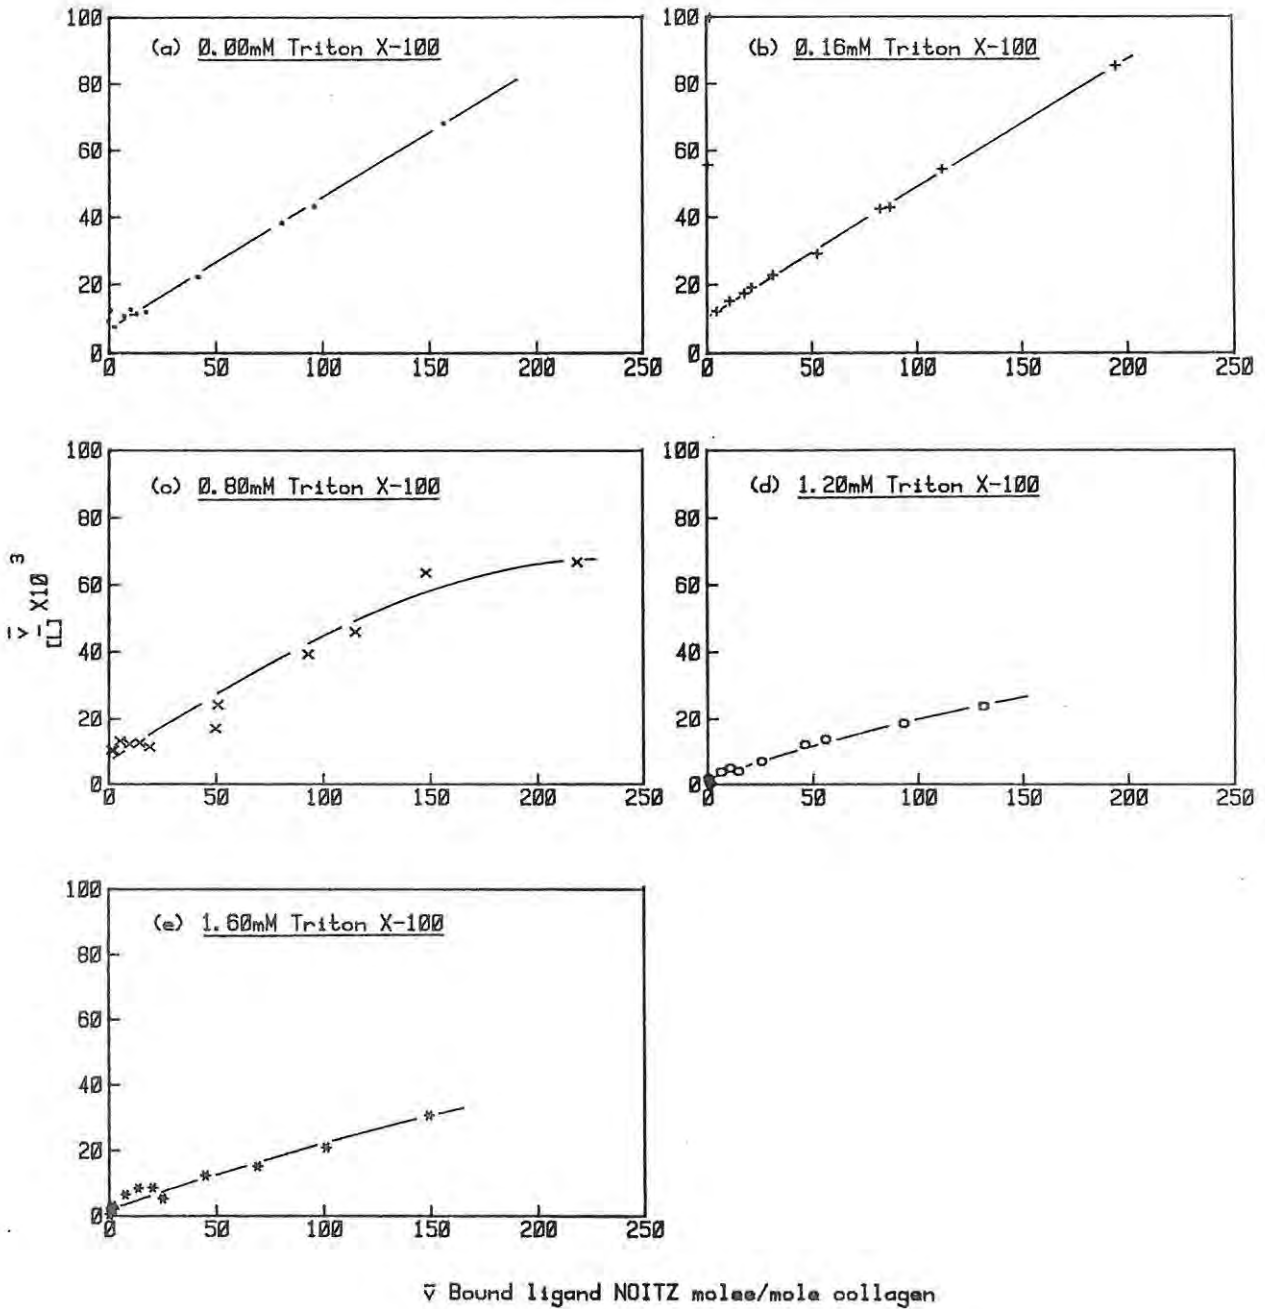 (a) 0.00mM Triton X-100
100
80
60
40
20
0
0 50 100 150 200 250
(b) 0.16mM Triton X-100
100
80
60
40
20
0
0 50 100 150 200 250
(c) 0.80mM Triton X-100
100
80
60
40
20
0
0 50 100 150 200 250
v̄
[L] X10 3
(d) 1.20mM Triton X-100
100
80
60
40
20
0
0 50 100 150 200 250
(e) 1.60mM Triton X-100
100
80
60
40
20
0
0 50 100 150 200 250
v̄ Bound ligand NOITZ moles/mole collagen